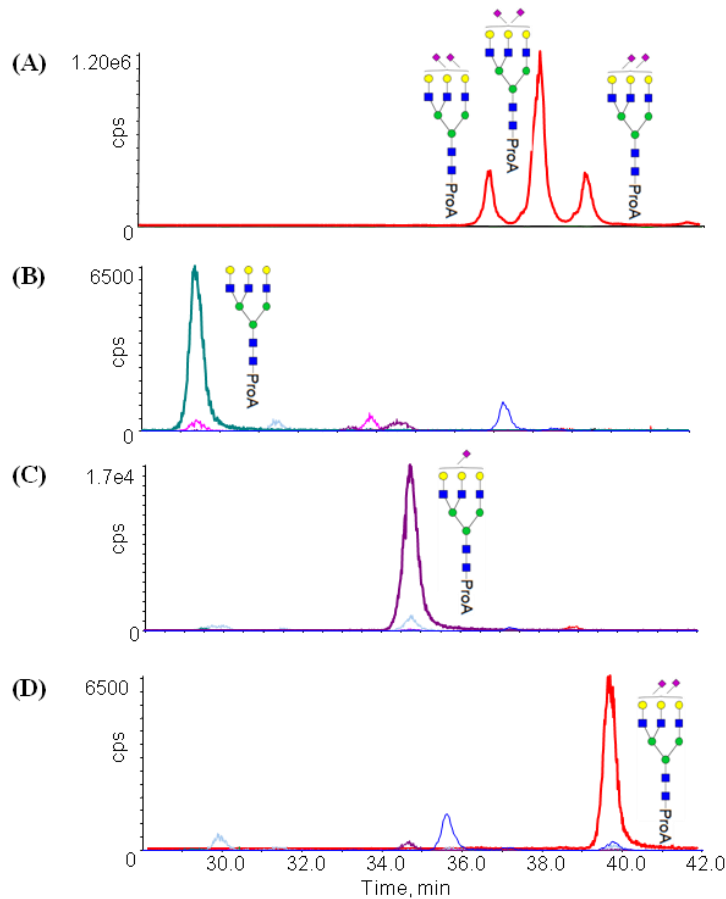 (A)
1.20e6
cps
0
ProA
ProA
ProA
(B)
6500
cps
0
ProA
(C)
1.7e4
cps
0
ProA
(D)
6500
cps
0
ProA
30.0 32.0 34.0 36.0 38.0 40.0 42.0
Time, min